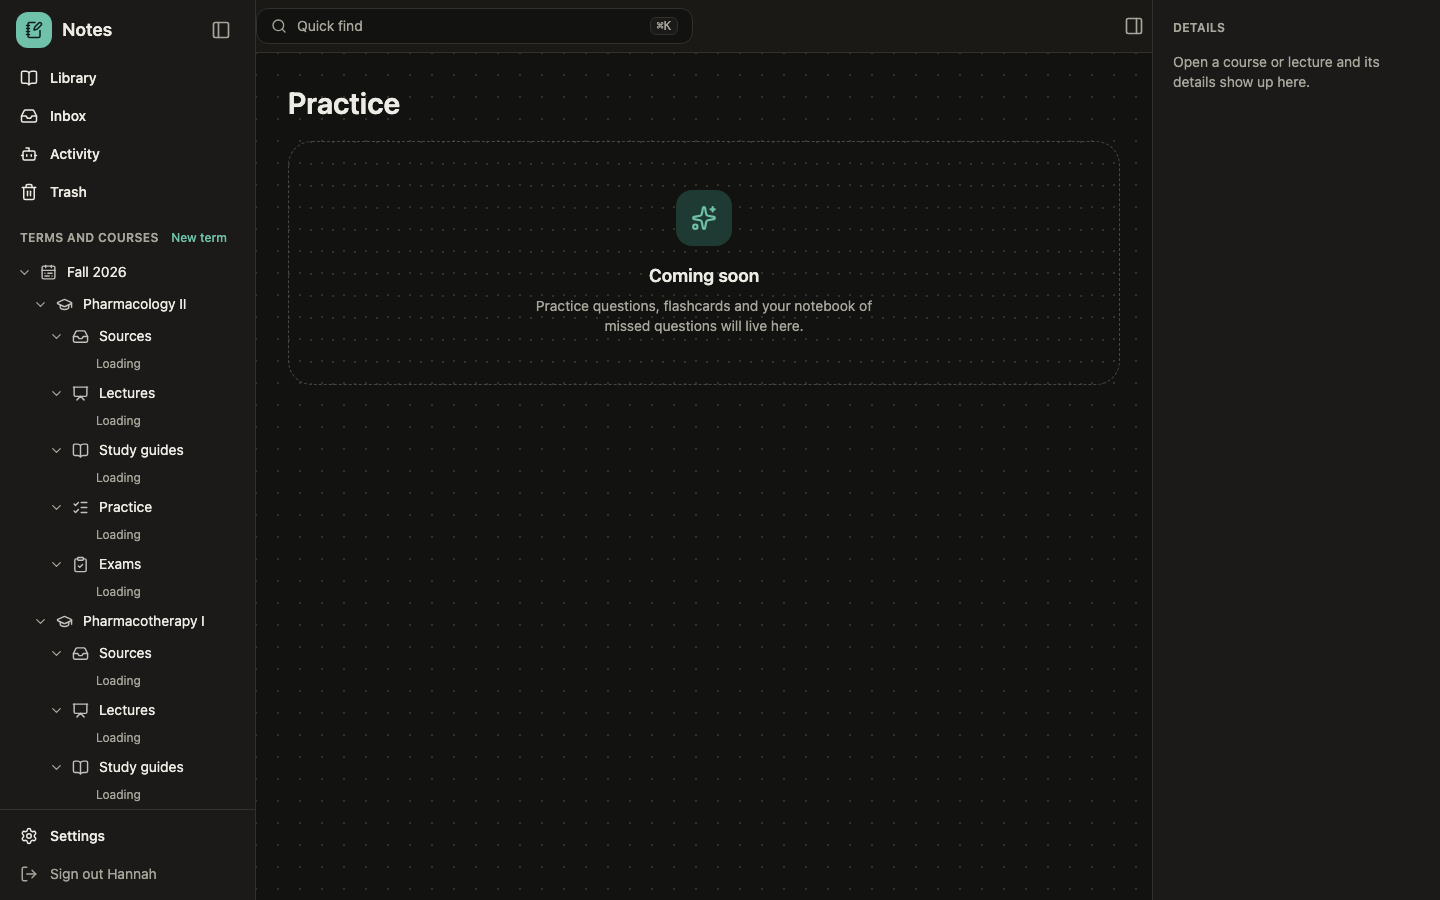 Notes
Library
Inbox
Activity
Trash
TERMS AND COURSES New term
Fall 2026
Pharmacology II
Sources
Loading
Lectures
Loading
Study guides
Loading
Practice
Loading
Exams
Loading
Pharmacotherapy I
Sources
Loading
Lectures
Loading
Study guides
Loading
Settings
Sign out Hannah
Quick find ⌘K
Practice
Coming soon
Practice questions, flashcards and your notebook of
missed questions will live here.
DETAILS
Open a course or lecture and its
details show up here.